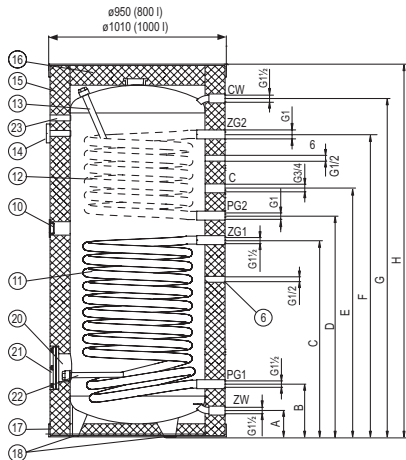 ø950 (800 l)
ø1010 (1000 l)
16
15
13
23
14
12
10
11
20
21
22
17
18
CW
G1½
ZG2
G1
6
G1/2
C
G3/4
PG2
G1
ZG1
G1½
G1/2
6
PG1
G1½
ZW
G1½
A
B
C
D
E
F
G
H